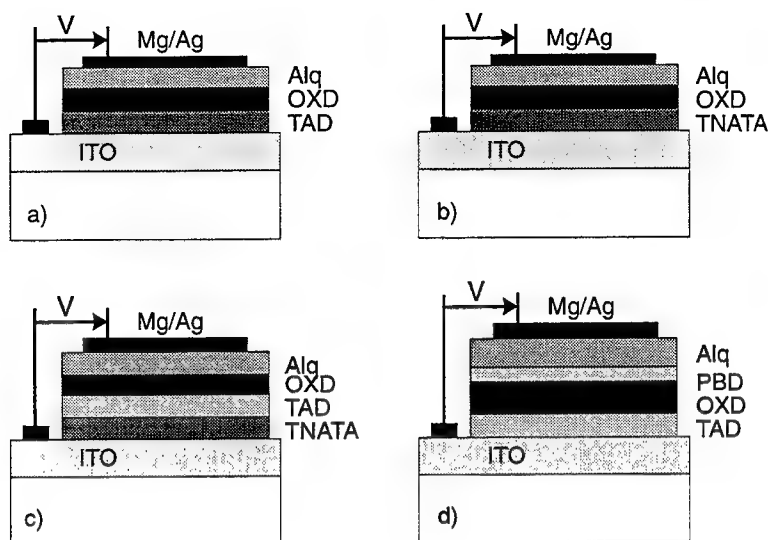 V
Mg/Ag
Alq
OXD
TAD
ITO
a)
V
Mg/Ag
Alq
OXD
TNATA
ITO
b)
V
Mg/Ag
Alq
OXD
TAD
TNATA
ITO
c)
V
Mg/Ag
Alq
PBD
OXD
TAD
ITO
d)